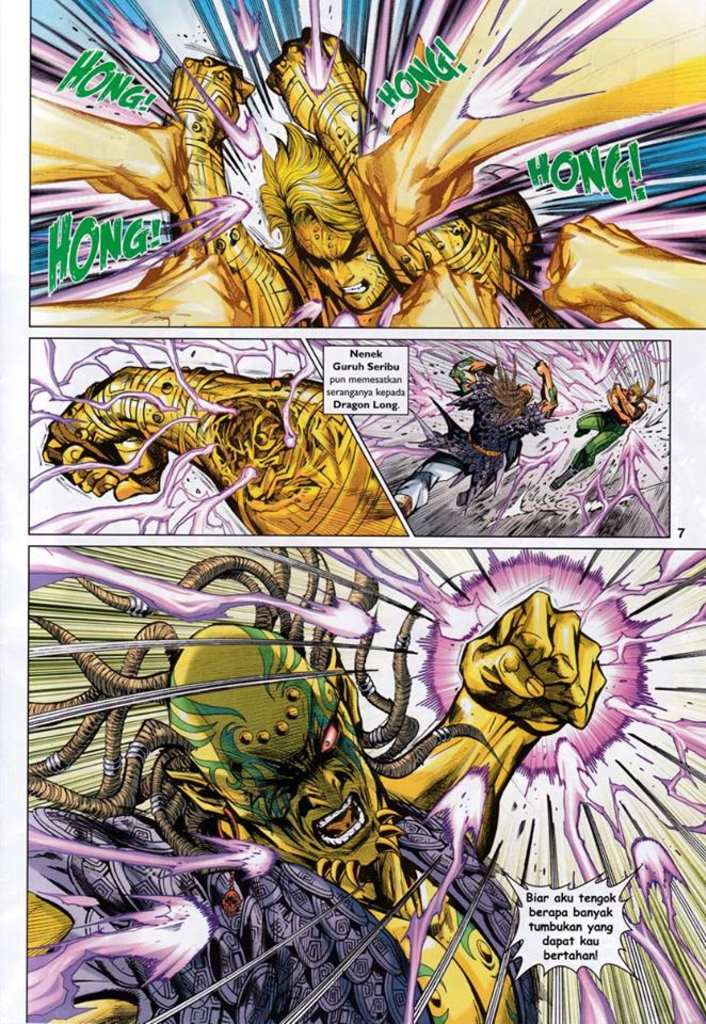 HONG!
HONG!
HONG!
HONG!
Nenek
Guruh Seribu
pun memesatkan
seranganya kepada
Dragon Long.
7
Biar aku tengok
berapa banyak
tumbukan yang
dapat kau
bertahan!